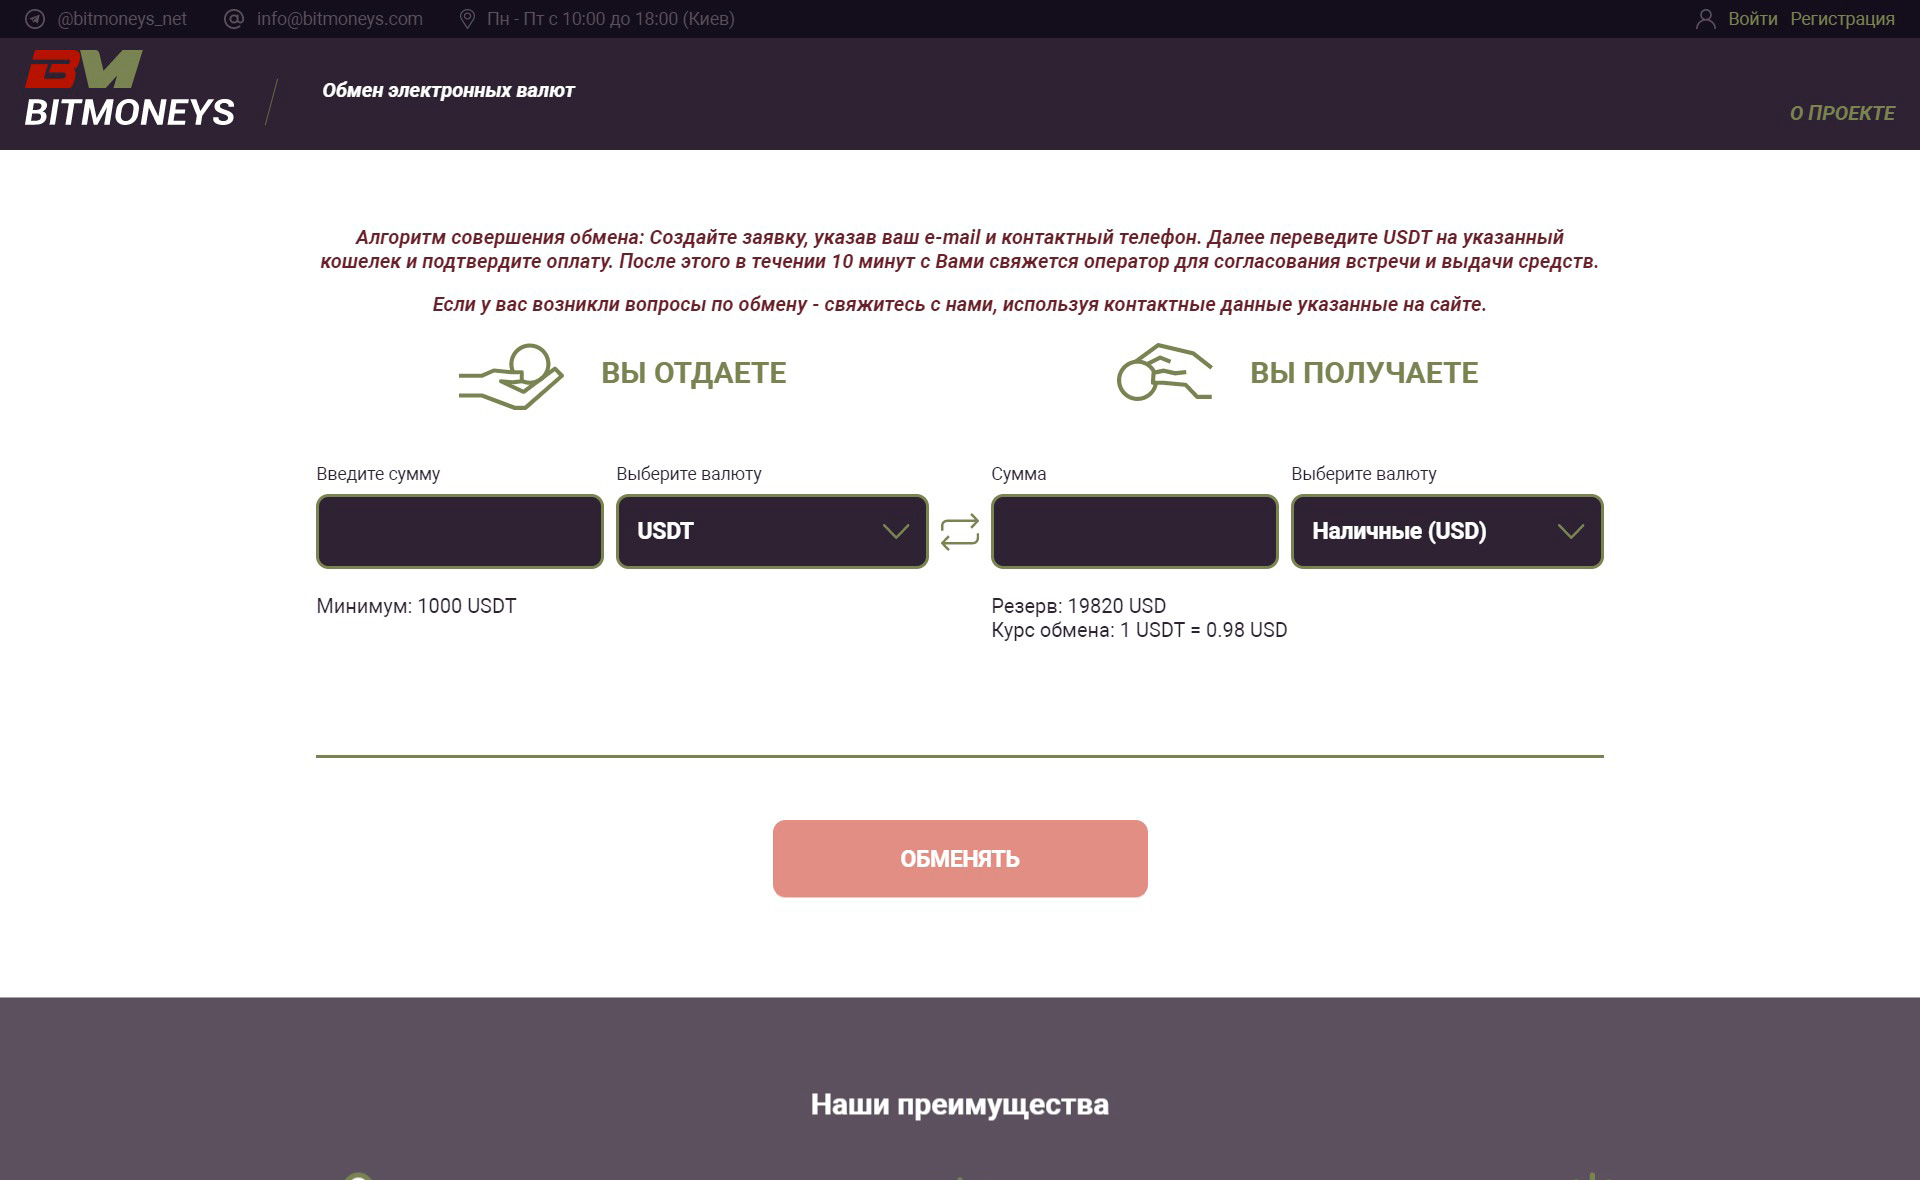 @bitmoneys_net
info@bitmoneys.com
Пн - Пт с 10:00 до 18:00 (Киев)
Войти
Регистрация
BM
BITMONEYS
Обмен электронных валют
О ПРОЕКТЕ
Алгоритм совершения обмена: Создайте заявку, указав ваш e-mail и контактный телефон. Далее переведите USDT на указанный
кошелек и подтвердите оплату. После этого в течении 10 минут с Вами свяжется оператор для согласования встречи и выдачи средств.
Если у вас возникли вопросы по обмену - свяжитесь с нами, используя контактные данные указанные на сайте.
ВЫ ОТДАЕТЕ
ВЫ ПОЛУЧАЕТЕ
Введите сумму
Выберите валюту
Сумма
Выберите валюту
USDT
Наличные (USD)
Минимум: 1000 USDT
Резерв: 19820 USD
Курс обмена: 1 USDT = 0.98 USD
ОБМЕНЯТЬ
Наши преимущества